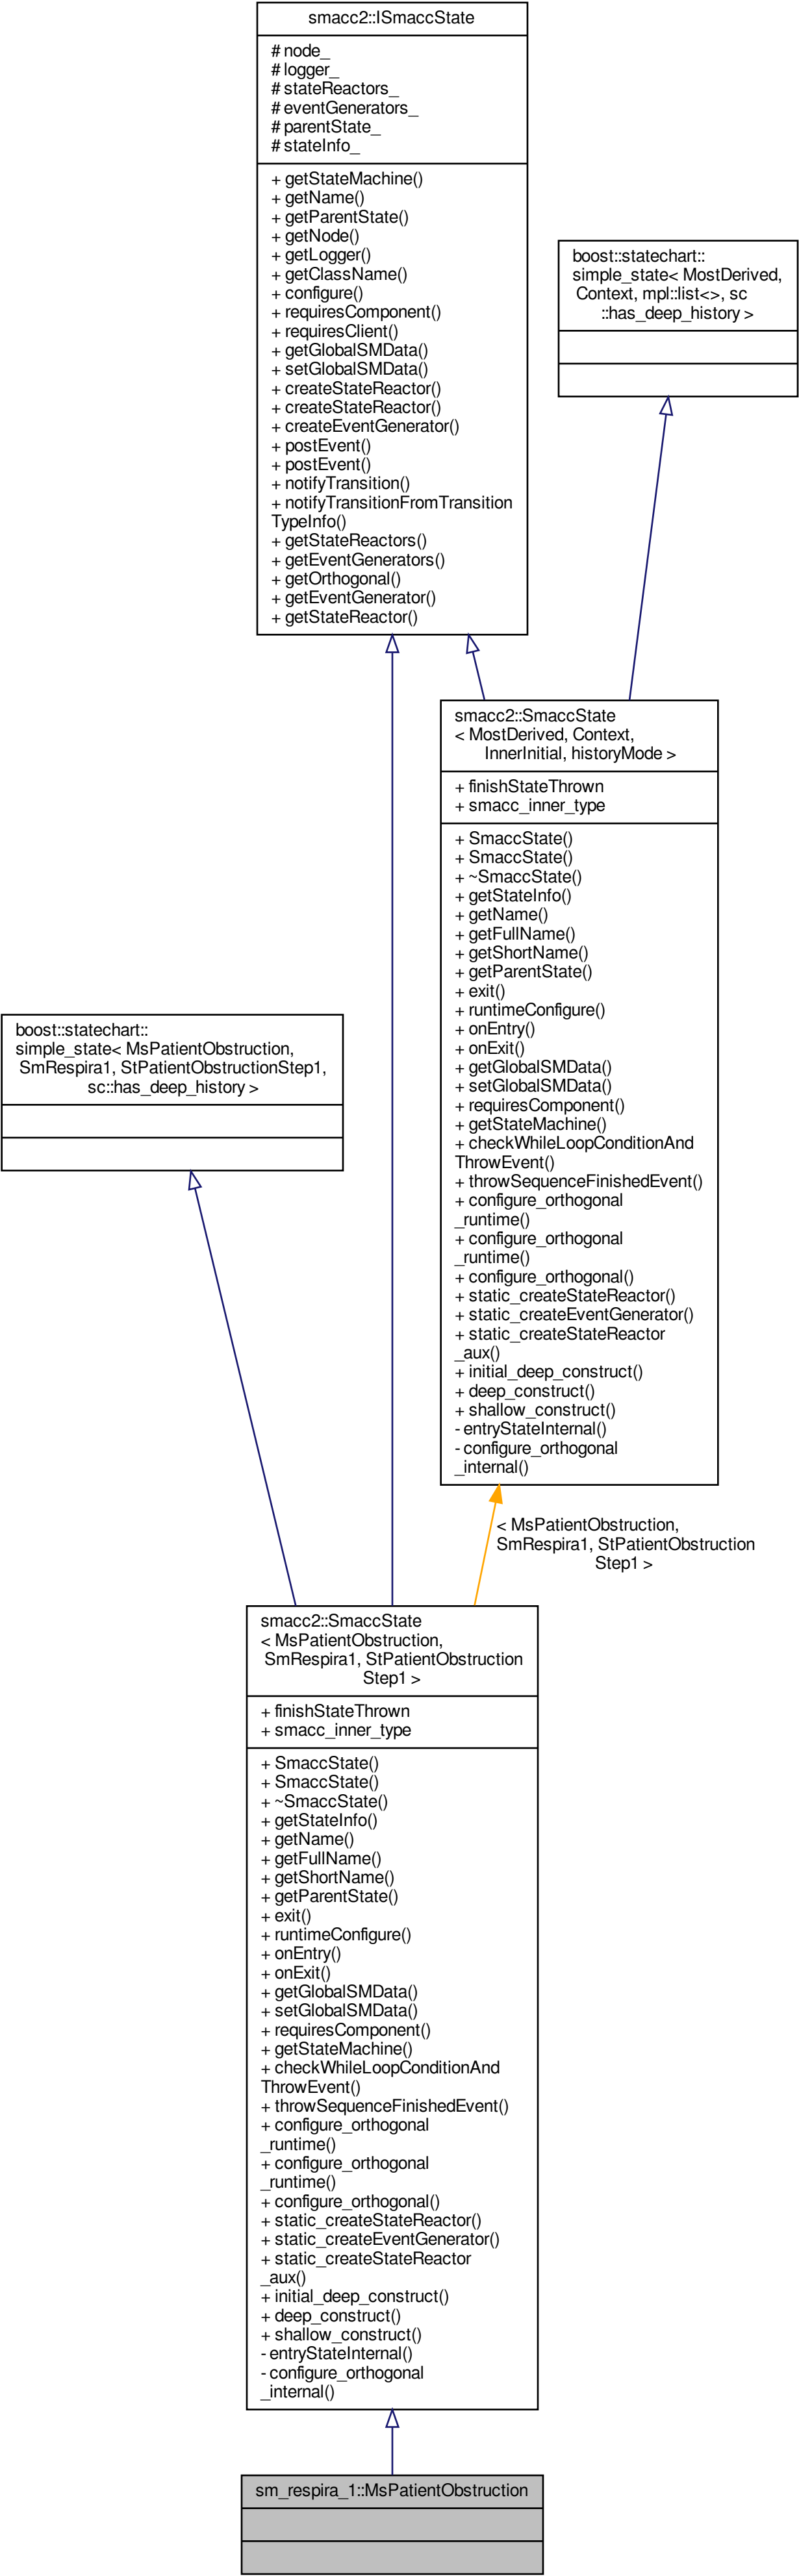 smacc2::ISmaccState
# node_
# logger_
# stateReactors_
# eventGenerators_
# parentState_
# stateInfo_
+ getStateMachine()
+ getName()
+ getParentState()
+ getNode()
+ getLogger()
+ getClassName()
+ configure()
+ requiresComponent()
+ requiresClient()
+ getGlobalSMData()
+ setGlobalSMData()
+ createStateReactor()
+ createStateReactor()
+ createEventGenerator()
+ postEvent()
+ postEvent()
+ notifyTransition()
+ notifyTransitionFromTransition
TypeInfo()
+ getStateReactors()
+ getEventGenerators()
+ getOrthogonal()
+ getEventGenerator()
+ getStateReactor()
boost::statechart::
simple_state< MostDerived,
Context, mpl::list<>, sc
::has_deep_history >
smacc2::SmaccState
< MostDerived, Context,
InnerInitial, historyMode >
+ finishStateThrown
+ smacc_inner_type
+ SmaccState()
+ SmaccState()
+ ~SmaccState()
+ getStateInfo()
+ getName()
+ getFullName()
+ getShortName()
+ getParentState()
+ exit()
+ runtimeConfigure()
+ onEntry()
+ onExit()
+ getGlobalSMData()
+ setGlobalSMData()
+ requiresComponent()
+ getStateMachine()
+ checkWhileLoopConditionAnd
ThrowEvent()
+ throwSequenceFinishedEvent()
+ configure_orthogonal
_runtime()
+ configure_orthogonal
_runtime()
+ configure_orthogonal()
+ static_createStateReactor()
+ static_createEventGenerator()
+ static_createStateReactor
_aux()
+ initial_deep_construct()
+ deep_construct()
+ shallow_construct()
- entryStateInternal()
- configure_orthogonal
_internal()
boost::statechart::
simple_state< MsPatientObstruction,
SmRespira1, StPatientObstructionStep1,
sc::has_deep_history >
< MsPatientObstruction,
SmRespira1, StPatientObstruction
Step1 >
smacc2::SmaccState
< MsPatientObstruction,
SmRespira1, StPatientObstruction
Step1 >
+ finishStateThrown
+ smacc_inner_type
+ SmaccState()
+ SmaccState()
+ ~SmaccState()
+ getStateInfo()
+ getName()
+ getFullName()
+ getShortName()
+ getParentState()
+ exit()
+ runtimeConfigure()
+ onEntry()
+ onExit()
+ getGlobalSMData()
+ setGlobalSMData()
+ requiresComponent()
+ getStateMachine()
+ checkWhileLoopConditionAnd
ThrowEvent()
+ throwSequenceFinishedEvent()
+ configure_orthogonal
_runtime()
+ configure_orthogonal
_runtime()
+ configure_orthogonal()
+ static_createStateReactor()
+ static_createEventGenerator()
+ static_createStateReactor
_aux()
+ initial_deep_construct()
+ deep_construct()
+ shallow_construct()
- entryStateInternal()
- configure_orthogonal
_internal()
sm_respira_1::MsPatientObstruction